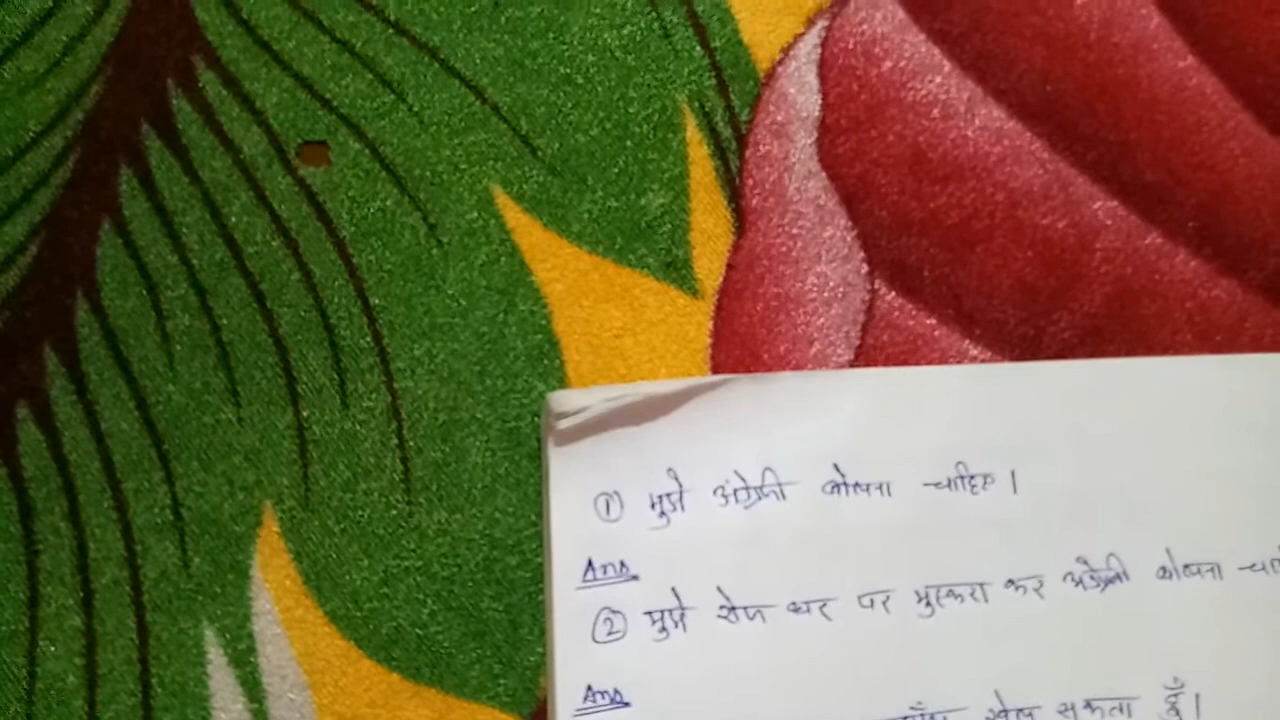 ① मुझे अंग्रेजी बोलना चाहिए।
Ans
② मुझे रोज घर पर मुस्करा कर अंग्रेजी बोलना
Ans
खेल सकता हूँ।